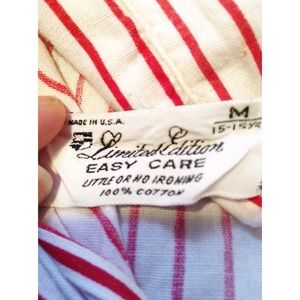 MADE IN U.S.A.
M
15-15½
Limited Edition
EASY CARE
LITTLE OR NO IRONING
100% COTTON